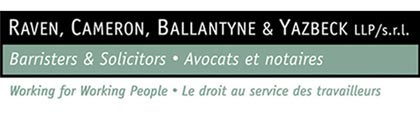 RAVEN, CAMERON, BALLANTYNE & YAZBECK LLP/s.r.l.
Barristers & Solicitors • Avocats et notaires
Working for Working People • Le droit au service des travailleurs